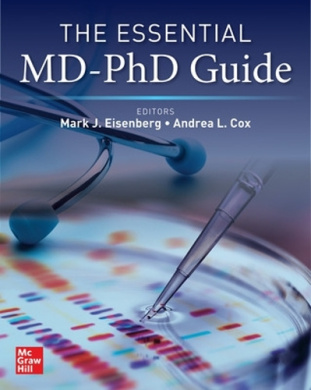 THE ESSENTIAL
MD-PhD Guide
EDITORS
Mark J. Eisenberg • Andrea L. Cox
Mc
Graw
Hill